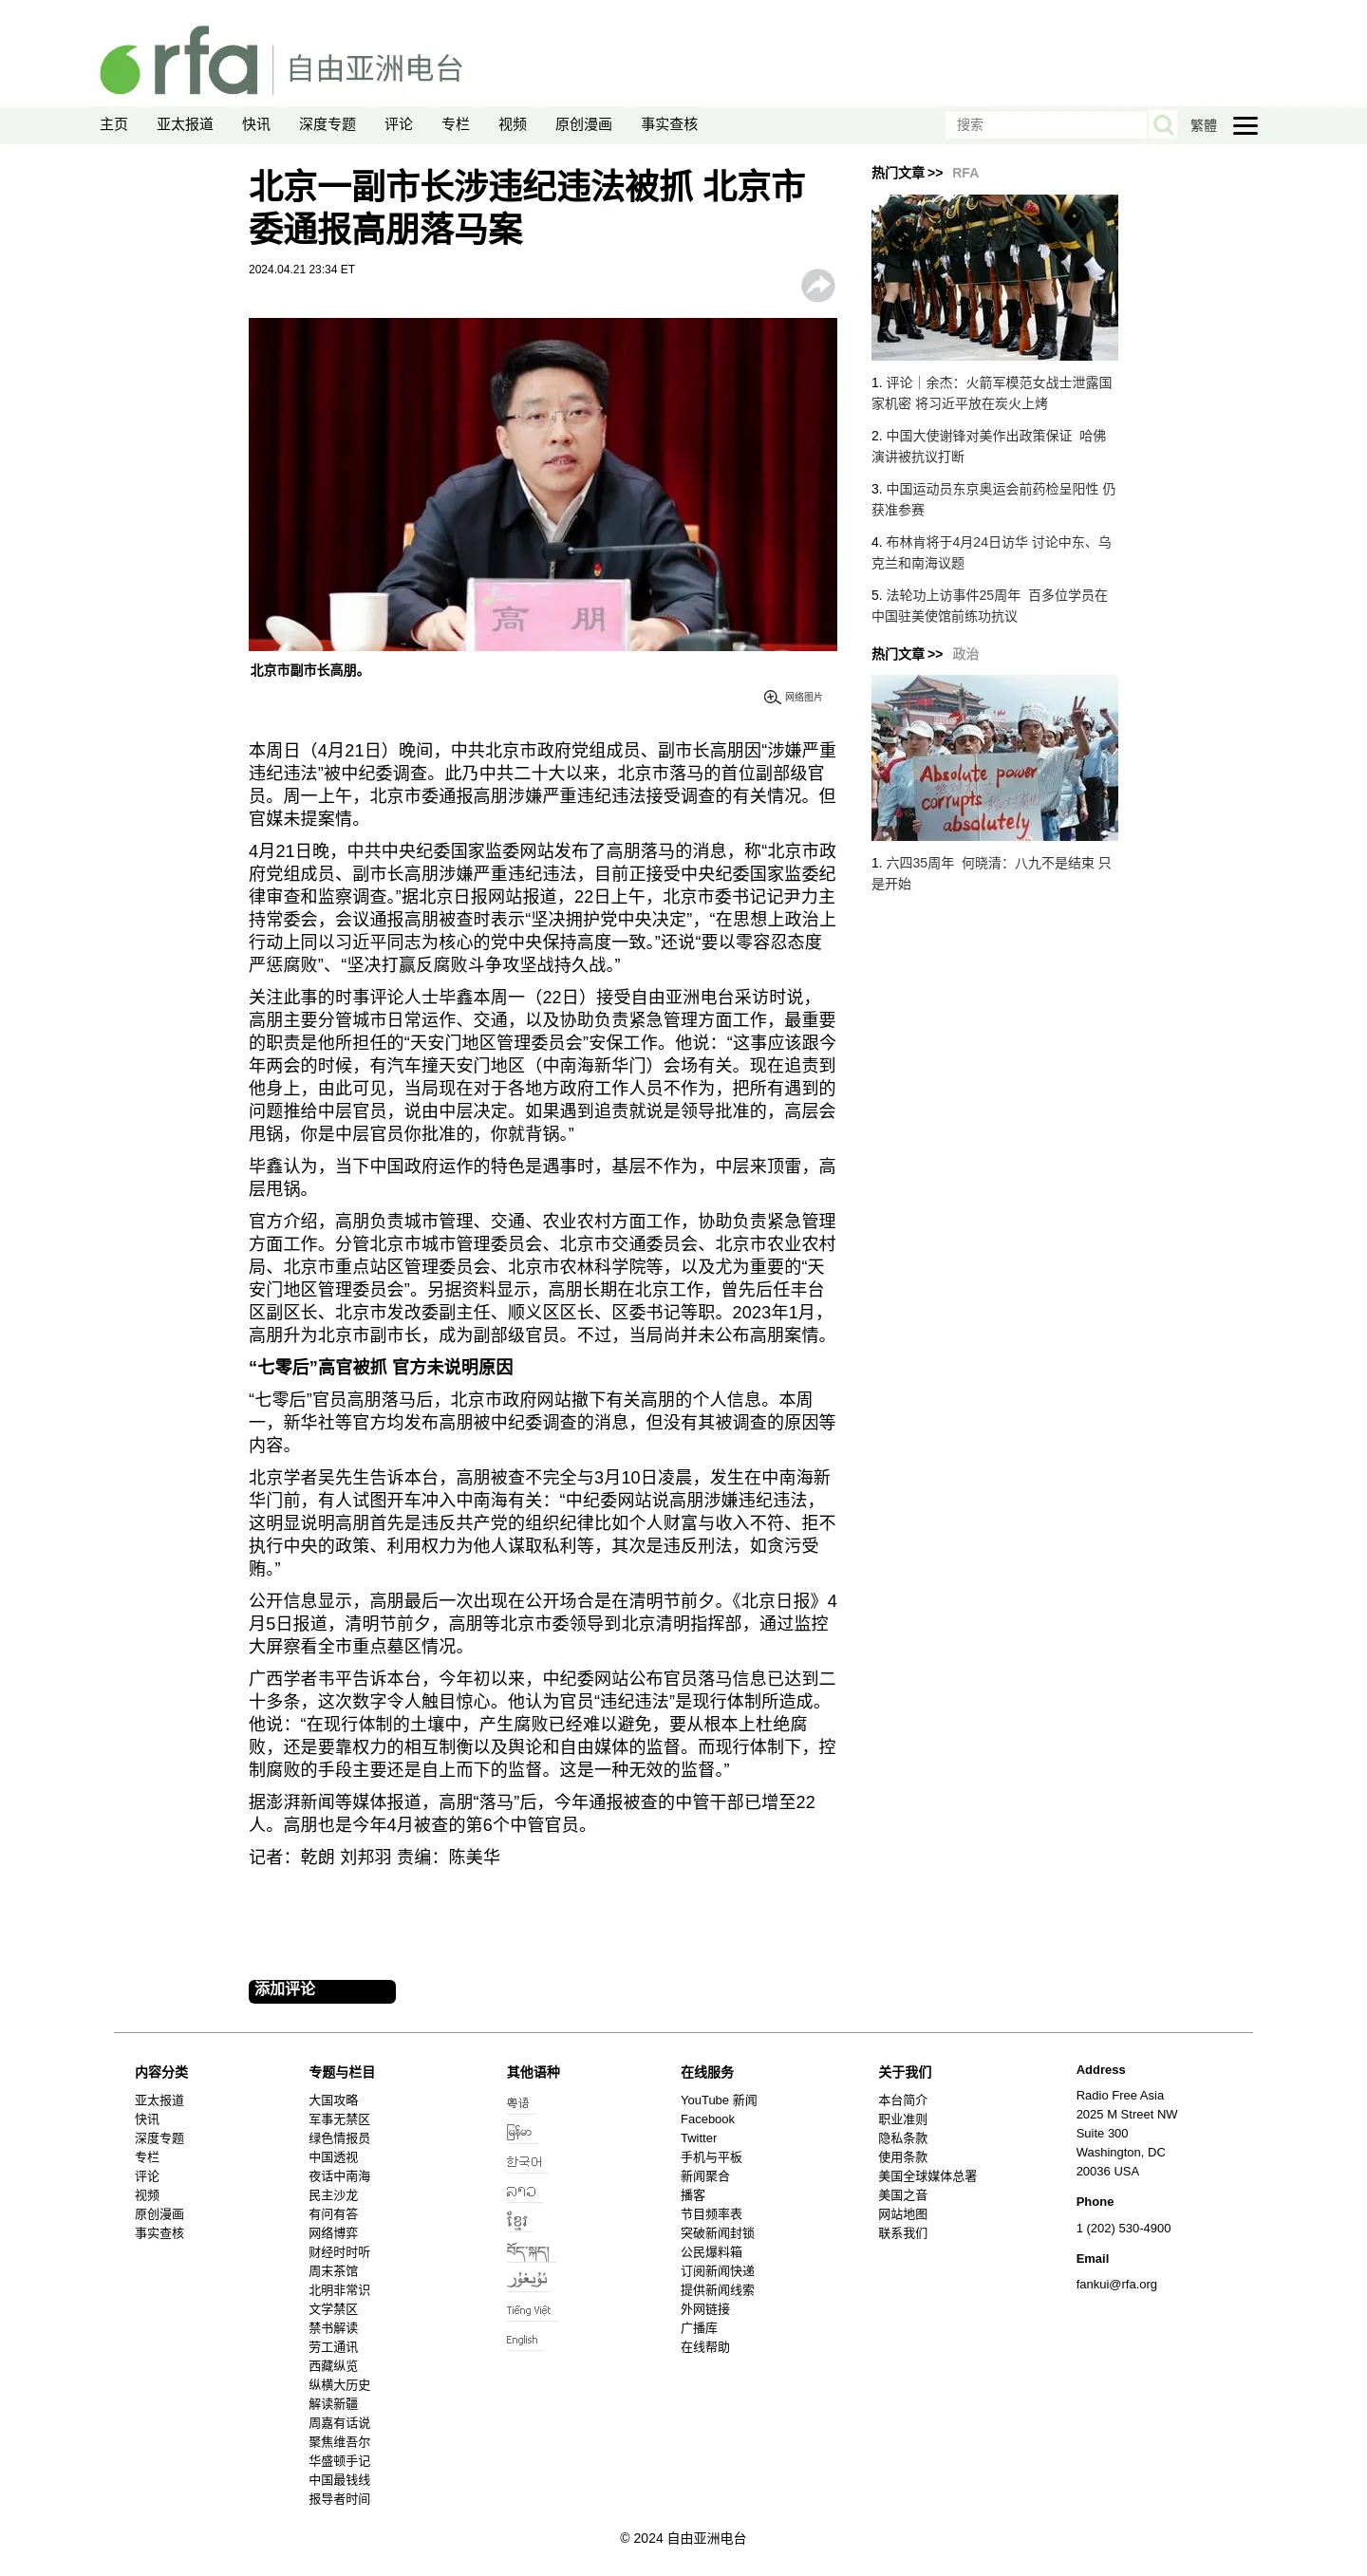 rfa 自由亚洲电台
主页 亚太报道 快讯 深度专题 评论 专栏 视频 原创漫画 事实查核 搜索 繁體
北京一副市长涉违纪违法被抓 北京市
委通报高朋落马案
2024.04.21 23:34 ET
高 朋
北京市副市长高朋。
网络图片
本周日（4月21日）晚间，中共北京市政府党组成员、副市长高朋因“涉嫌严重
违纪违法”被中纪委调查。此乃中共二十大以来，北京市落马的首位副部级官
员。周一上午，北京市委通报高朋涉嫌严重违纪违法接受调查的有关情况。但
官媒未提案情。
4月21日晚，中共中央纪委国家监委网站发布了高朋落马的消息，称“北京市政
府党组成员、副市长高朋涉嫌严重违纪违法，目前正接受中央纪委国家监委纪
律审查和监察调查。”据北京日报网站报道，22日上午，北京市委书记记尹力主
持常委会，会议通报高朋被查时表示“坚决拥护党中央决定”，“在思想上政治上
行动上同以习近平同志为核心的党中央保持高度一致。”还说“要以零容忍态度
严惩腐败”、“坚决打赢反腐败斗争攻坚战持久战。”
关注此事的时事评论人士毕鑫本周一（22日）接受自由亚洲电台采访时说，
高朋主要分管城市日常运作、交通，以及协助负责紧急管理方面工作，最重要
的职责是他所担任的“天安门地区管理委员会”安保工作。他说：“这事应该跟今
年两会的时候，有汽车撞天安门地区（中南海新华门）会场有关。现在追责到
他身上，由此可见，当局现在对于各地方政府工作人员不作为，把所有遇到的
问题推给中层官员，说由中层决定。如果遇到追责就说是领导批准的，高层会
甩锅，你是中层官员你批准的，你就背锅。”
毕鑫认为，当下中国政府运作的特色是遇事时，基层不作为，中层来顶雷，高
层甩锅。
官方介绍，高朋负责城市管理、交通、农业农村方面工作，协助负责紧急管理
方面工作。分管北京市城市管理委员会、北京市交通委员会、北京市农业农村
局、北京市重点站区管理委员会、北京市农林科学院等，以及尤为重要的“天
安门地区管理委员会”。另据资料显示，高朋长期在北京工作，曾先后任丰台
区副区长、北京市发改委副主任、顺义区区长、区委书记等职。2023年1月，
高朋升为北京市副市长，成为副部级官员。不过，当局尚并未公布高朋案情。
“七零后”高官被抓 官方未说明原因
“七零后”官员高朋落马后，北京市政府网站撤下有关高朋的个人信息。本周
一，新华社等官方均发布高朋被中纪委调查的消息，但没有其被调查的原因等
内容。
北京学者吴先生告诉本台，高朋被查不完全与3月10日凌晨，发生在中南海新
华门前，有人试图开车冲入中南海有关：“中纪委网站说高朋涉嫌违纪违法，
这明显说明高朋首先是违反共产党的组织纪律比如个人财富与收入不符、拒不
执行中央的政策、利用权力为他人谋取私利等，其次是违反刑法，如贪污受
贿。”
公开信息显示，高朋最后一次出现在公开场合是在清明节前夕。《北京日报》4
月5日报道，清明节前夕，高朋等北京市委领导到北京清明指挥部，通过监控
大屏察看全市重点墓区情况。
广西学者韦平告诉本台，今年初以来，中纪委网站公布官员落马信息已达到二
十多条，这次数字令人触目惊心。他认为官员“违纪违法”是现行体制所造成。
他说：“在现行体制的土壤中，产生腐败已经难以避免，要从根本上杜绝腐
败，还是要靠权力的相互制衡以及舆论和自由媒体的监督。而现行体制下，控
制腐败的手段主要还是自上而下的监督。这是一种无效的监督。”
据澎湃新闻等媒体报道，高朋“落马”后，今年通报被查的中管干部已增至22
人。高朋也是今年4月被查的第6个中管官员。
记者：乾朗 刘邦羽 责编：陈美华
添加评论
热门文章 >> RFA
1. 评论｜余杰：火箭军模范女战士泄露国
家机密 将习近平放在炭火上烤
2. 中国大使谢锋对美作出政策保证 哈佛
演讲被抗议打断
3. 中国运动员东京奥运会前药检呈阳性 仍
获准参赛
4. 布林肯将于4月24日访华 讨论中东、乌
克兰和南海议题
5. 法轮功上访事件25周年 百多位学员在
中国驻美使馆前练功抗议
热门文章 >> 政治
Absolute power
corrupts
absolutely
1. 六四35周年 何晓清：八九不是结束 只
是开始
内容分类
亚太报道
快讯
深度专题
专栏
评论
视频
原创漫画
事实查核
专题与栏目
大国攻略
军事无禁区
绿色情报员
中国透视
夜话中南海
民主沙龙
有问有答
网络博弈
财经时时听
周末茶馆
北明非常识
文学禁区
禁书解读
劳工通讯
西藏纵览
纵横大历史
解读新疆
周嘉有话说
聚焦维吾尔
华盛顿手记
中国最钱线
报导者时间
其他语种
粤语
မြန်မာ
한국어
ລາວ
ខ្មែរ
བོད་སྐད།
ئۇيغۇر
Tiếng Việt
English
在线服务
YouTube 新闻
Facebook
Twitter
手机与平板
新闻聚合
播客
节目频率表
突破新闻封锁
公民爆料箱
订阅新闻快递
提供新闻线索
外网链接
广播库
在线帮助
关于我们
本台简介
职业准则
隐私条款
使用条款
美国全球媒体总署
美国之音
网站地图
联系我们
Address
Radio Free Asia
2025 M Street NW
Suite 300
Washington, DC
20036 USA
Phone
1 (202) 530-4900
Email
fankui@rfa.org
© 2024 自由亚洲电台